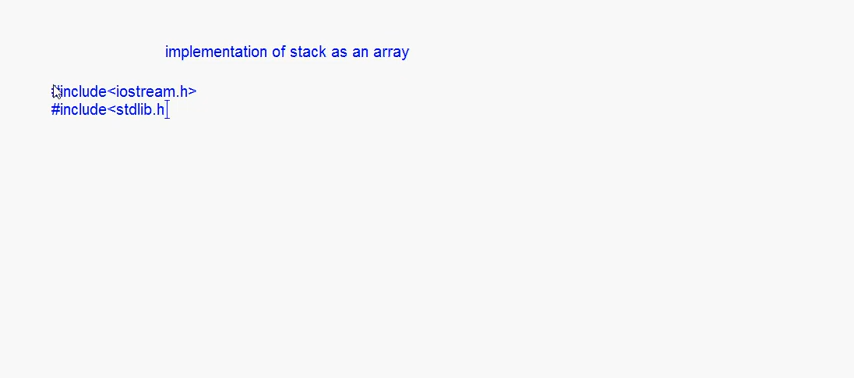 implementation of stack as an array
#include<iostream.h>
#include<stdlib.h